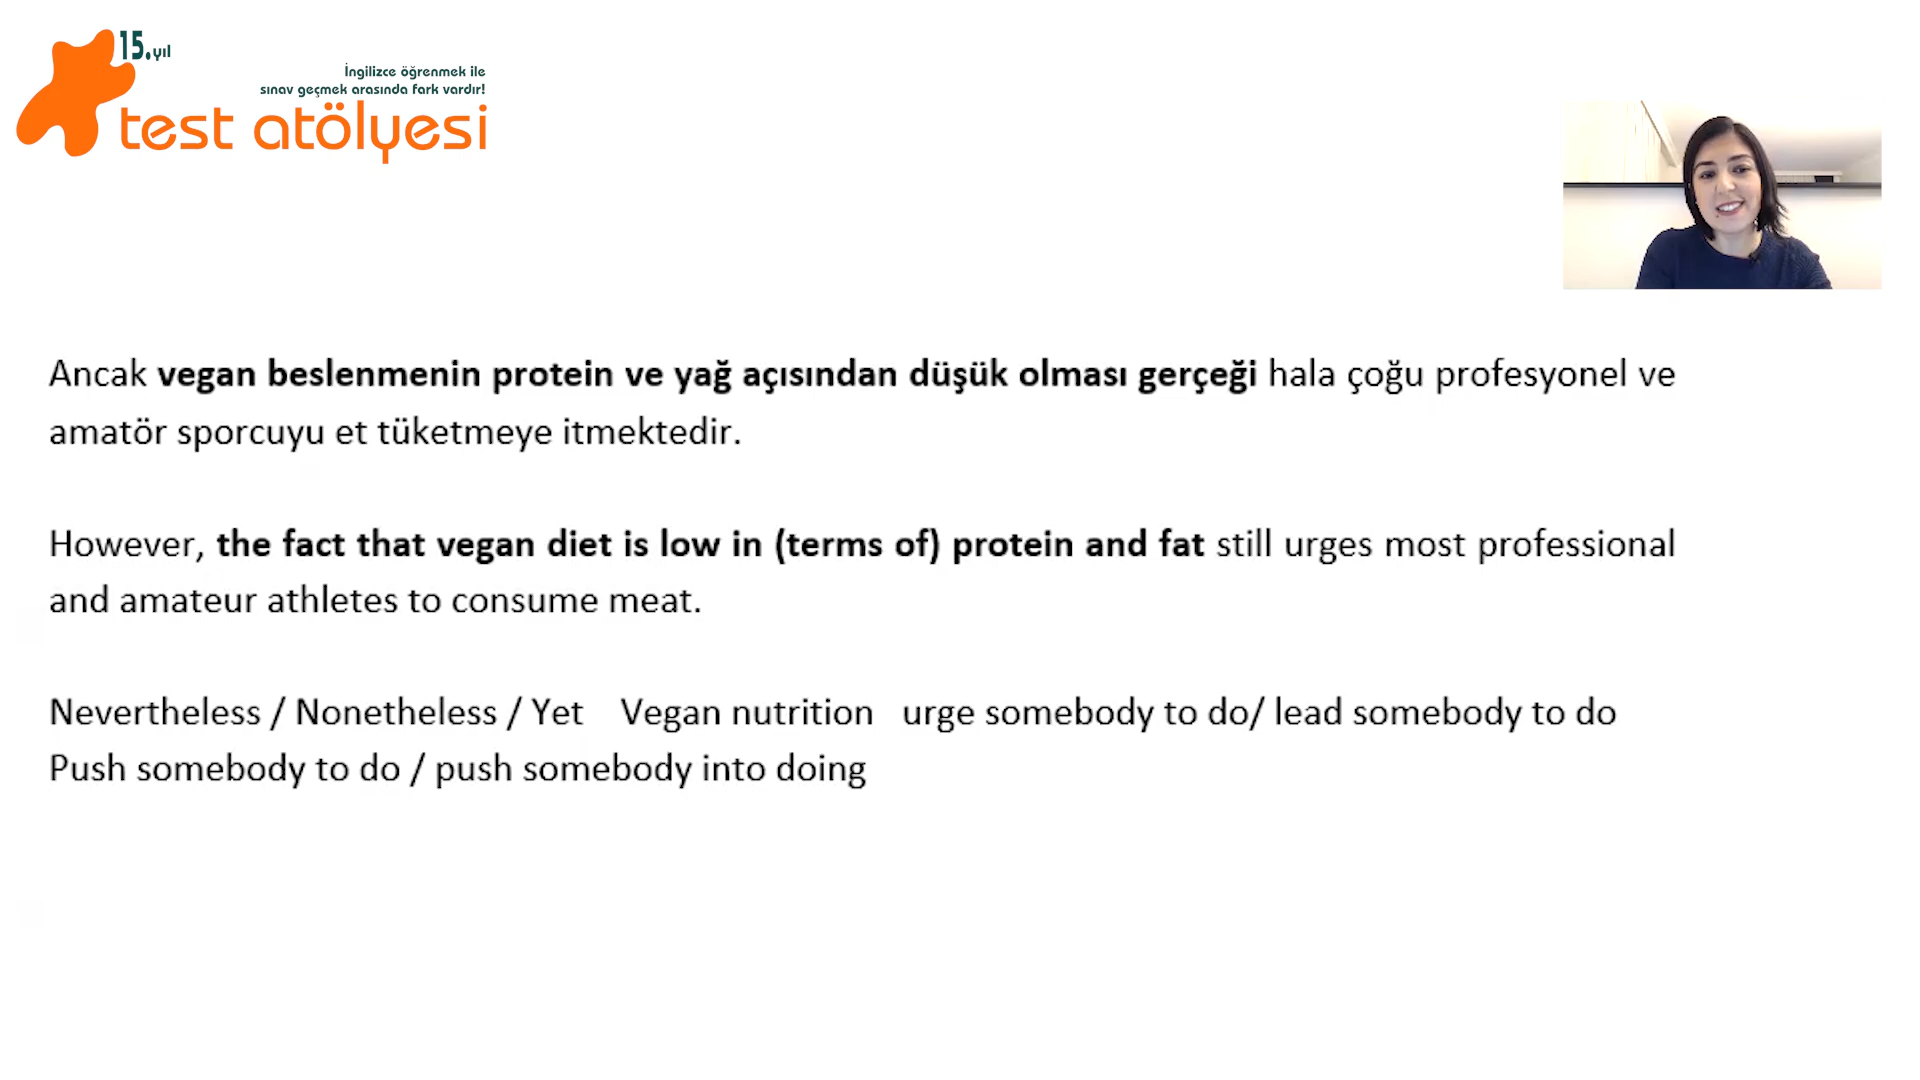 15.yıl
İngilizce öğrenmek ile
sınav geçmek arasında fark vardır!
test atölyesi
Ancak vegan beslenmenin protein ve yağ açısından düşük olması gerçeği hala çoğu profesyonel ve
amatör sporcuyu et tüketmeye itmektedir.
However, the fact that vegan diet is low in (terms of) protein and fat still urges most professional
and amateur athletes to consume meat.
Nevertheless / Nonetheless / Yet Vegan nutrition urge somebody to do/ lead somebody to do
Push somebody to do / push somebody into doing